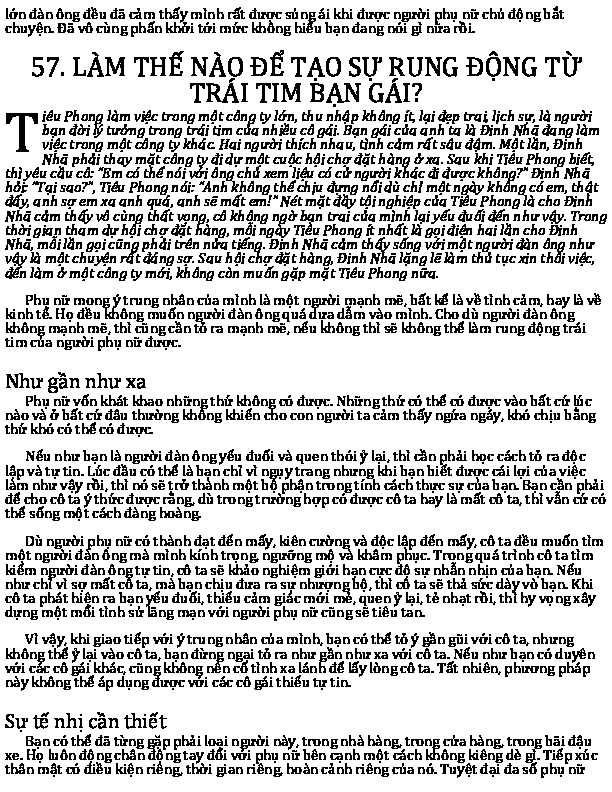 lớn đàn ông đều đã cảm thấy mình rất được sủng ái khi được người phụ nữ chủ động bắt
chuyện. Đã vô cùng phấn khởi tới mức không hiểu bạn đang nói gì nữa rồi.
57. LÀM THẾ NÀO ĐỂ TẠO SỰ RUNG ĐỘNG TỪ
TRÁI TIM BẠN GÁI?
Tiêu Phong làm việc trong một công ty lớn, thu nhập không ít, lại đẹp trai, lịch sự, là người
bạn đời lý tưởng trong trái tim của nhiều cô gái. Bạn gái của anh ta là Định Nhã đang làm
việc trong một công ty khác. Hai người thích nhau, tình cảm rất sâu đậm. Một lần, Định
Nhã phải thay mặt công ty đi dự một cuộc hội chợ đặt hàng ở xa. Sau khi Tiêu Phong biết,
thì yêu cầu cô: "Em có thể nói với ông chủ xem liệu có cử người khác đi được không?" Định Nhã
hỏi: "Tại sao?", Tiêu Phong nói: "Anh không thể chịu đựng nổi dù chỉ một ngày không có em, thật
đấy, anh sợ em xa anh quá, anh sẽ mất em!" Nét mặt đầy tội nghiệp của Tiêu Phong là cho Định
Nhã cảm thấy vô cùng thất vọng, cô không ngờ bạn trai của mình lại yếu đuối đến như vậy. Trong
thời gian tham dự hội chợ đặt hàng, mỗi ngày Tiêu Phong ít nhất là gọi điện hai lần cho Định
Nhã, mỗi lần gọi cũng phải trên nửa tiếng. Định Nhã cảm thấy sống với một người đàn ông như
vậy là một chuyện rất đáng sợ. Sau hội chợ đặt hàng, Định Nhã lặng lẽ làm thủ tục xin thôi việc,
đến làm ở một công ty mới, không còn muốn gặp mặt Tiêu Phong nữa.
Phụ nữ mong ý trung nhân của mình là một người mạnh mẽ, bất kể là về tình cảm, hay là về
kinh tế. Họ đều không muốn người đàn ông quá dựa dẫm vào mình. Cho dù người đàn ông
không mạnh mẽ, thì cũng cần tỏ ra mạnh mẽ, nếu không thì sẽ không thể làm rung động trái
tim của người phụ nữ được.
Như gần như xa
Phụ nữ vốn khát khao những thứ không có được. Những thứ có thể có được vào bất cứ lúc
nào và ở bất cứ đâu thường không khiến cho con người ta cảm thấy ngứa ngáy, khó chịu bằng
thứ khó có thể có được.
Nếu như bạn là người đàn ông yếu đuối và quen thói ỷ lại, thì cần phải học cách tỏ ra độc
lập và tự tin. Lúc đầu có thể là bạn chỉ vì ngụy trang nhưng khi bạn biết được cái lợi của việc
làm như vậy rồi, thì nó sẽ trở thành một bộ phận trong tính cách thực sự của bạn. Bạn cần phải
để cho cô ta ý thức được rằng, dù trong trường hợp có được cô ta hay là mất cô ta, thì vẫn cứ có
thể sống một cách đàng hoàng.
Dù người phụ nữ có thành đạt đến mấy, kiên cường và độc lập đến mấy, cô ta đều muốn tìm
một người đàn ông mà mình kính trọng, ngưỡng mộ và khâm phục. Trong quá trình cô ta tìm
kiếm người đàn ông tự tin, cô ta sẽ khảo nghiệm giới hạn cực độ sự nhẫn nhịn của bạn. Nếu
như chỉ vì sợ mất cô ta, mà bạn chịu đưa ra sự nhượng bộ, thì cô ta sẽ thả sức dày vò bạn. Khi
cô ta phát hiện ra bạn yếu đuối, thiếu cảm giác mới mẻ, quen ỷ lại, tẻ nhạt rồi, thì hy vọng xây
dựng một mối tình sử lãng mạn với người phụ nữ cũng sẽ tiêu tan.
Vì vậy, khi giao tiếp với ý trung nhân của mình, bạn có thể tỏ ý gần gũi với cô ta, nhưng
không thể ỷ lại vào cô ta, bạn đừng ngại tỏ ra như gần như xa với cô ta. Nếu như bạn có duyên
với các cô gái khác, cũng không nên cố tình xa lánh để lấy lòng cô ta. Tất nhiên, phương pháp
này không thể áp dụng được với các cô gái thiếu tự tin.
Sự tế nhị cần thiết
Bạn có thể đã từng gặp phải loại người này, trong nhà hàng, trong cửa hàng, trong bãi đậu
xe. Họ luôn động chân động tay đối với phụ nữ bên cạnh một cách không kiêng dè gì. Tiếp xúc
thân mật có điều kiện riêng, thời gian riêng, hoàn cảnh riêng của nó. Tuyệt đại đa số phụ nữ